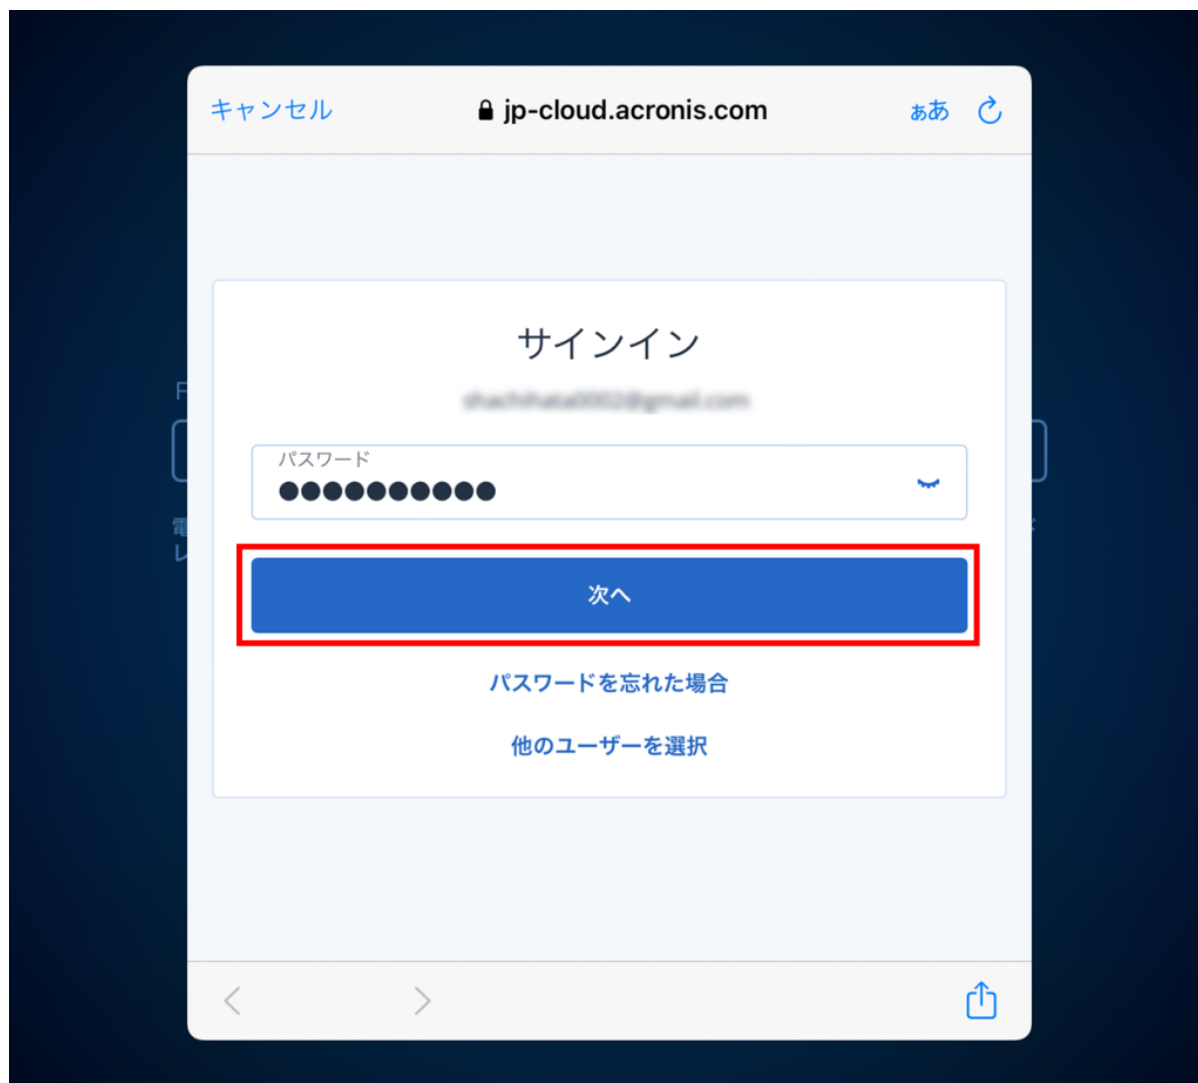 キャンセル
jp-cloud.acronis.com
ぁあ
サインイン
パスワード
●●●●●●●●●●
次へ
パスワードを忘れた場合
他のユーザーを選択